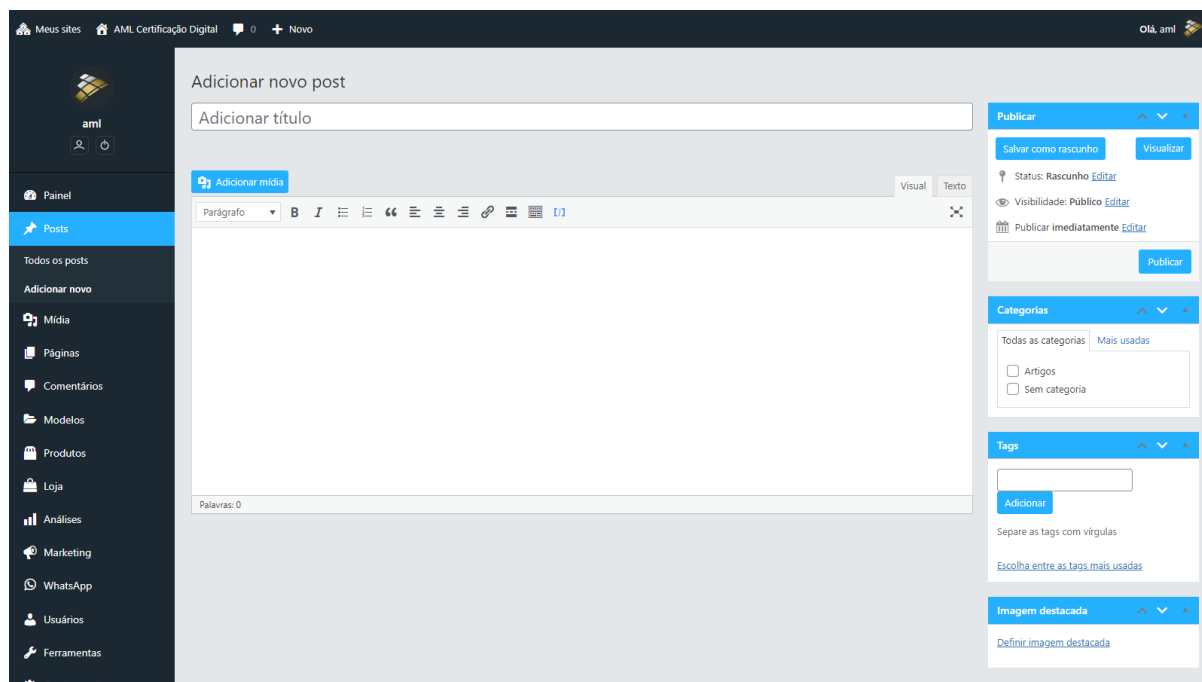 Meus sites AML Certificação Digital 0 Novo Olá, aml
aml
Painel
Posts
Todos os posts
Adicionar novo
Mídia
Páginas
Comentários
Modelos
Produtos
Loja
Análises
Marketing
WhatsApp
Usuários
Ferramentas
Adicionar novo post
Adicionar título
Adicionar mídia
Visual Texto
Parágrafo
Palavras: 0
Publicar
Salvar como rascunho Visualizar
Status: Rascunho Editar
Visibilidade: Público Editar
Publicar imediatamente Editar
Publicar
Categorias
Todas as categorias Mais usadas
Artigos
Sem categoria
Tags
Adicionar
Separe as tags com vírgulas
Escolha entre as tags mais usadas
Imagem destacada
Definir imagem destacada